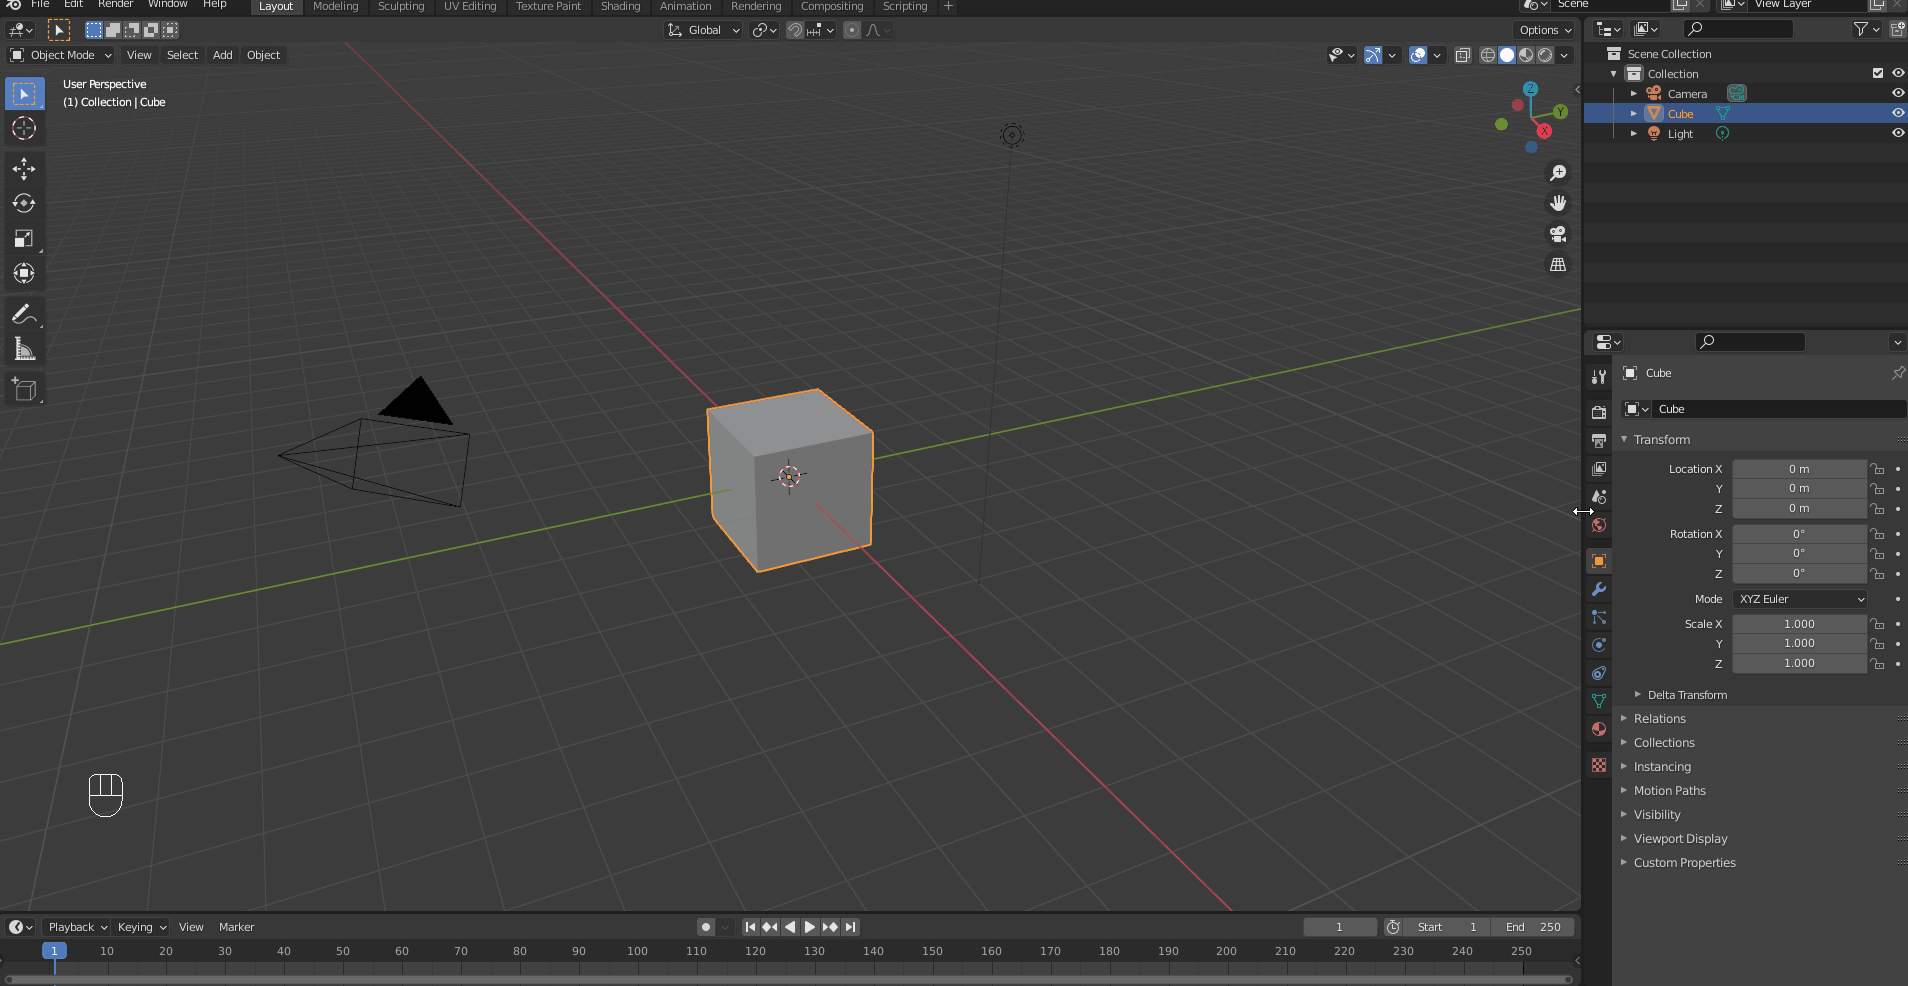 File Edit Render Window Help Layout Modeling Sculpting UV Editing Texture Paint Shading Animation Rendering Compositing Scripting + Scene View Layer
Global Options
Object Mode View Select Add Object
User Perspective
(1) Collection | Cube
Z
Y
X
Scene Collection
Collection
Camera
Cube
Light
Cube
Cube
Transform
Location X 0 m
Y 0 m
Z 0 m
Rotation X 0°
Y 0°
Z 0°
Mode XYZ Euler
Scale X 1.000
Y 1.000
Z 1.000
Delta Transform
Relations
Collections
Instancing
Motion Paths
Visibility
Viewport Display
Custom Properties
Playback Keying View Marker 1 Start 1 End 250
1 10 20 30 40 50 60 70 80 90 100 110 120 130 140 150 160 170 180 190 200 210 220 230 240 250